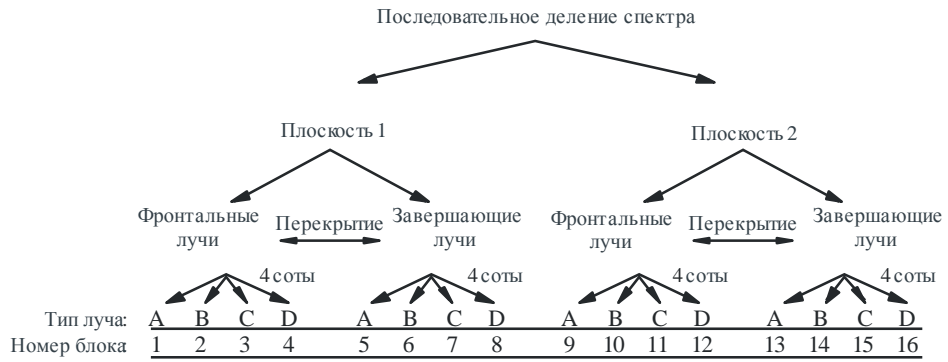 Последовательное деление спектра
Плоскость 1 Плоскость 2
Фронтальные Перекрытие Завершающие Фронтальные Перекрытие Завершающие
лучи лучи лучи лучи
4 соты 4 соты 4 соты 4 соты
Тип луча: A B C D A B C D A B C D A B C D
Номер блока 1 2 3 4 5 6 7 8 9 10 11 12 13 14 15 16